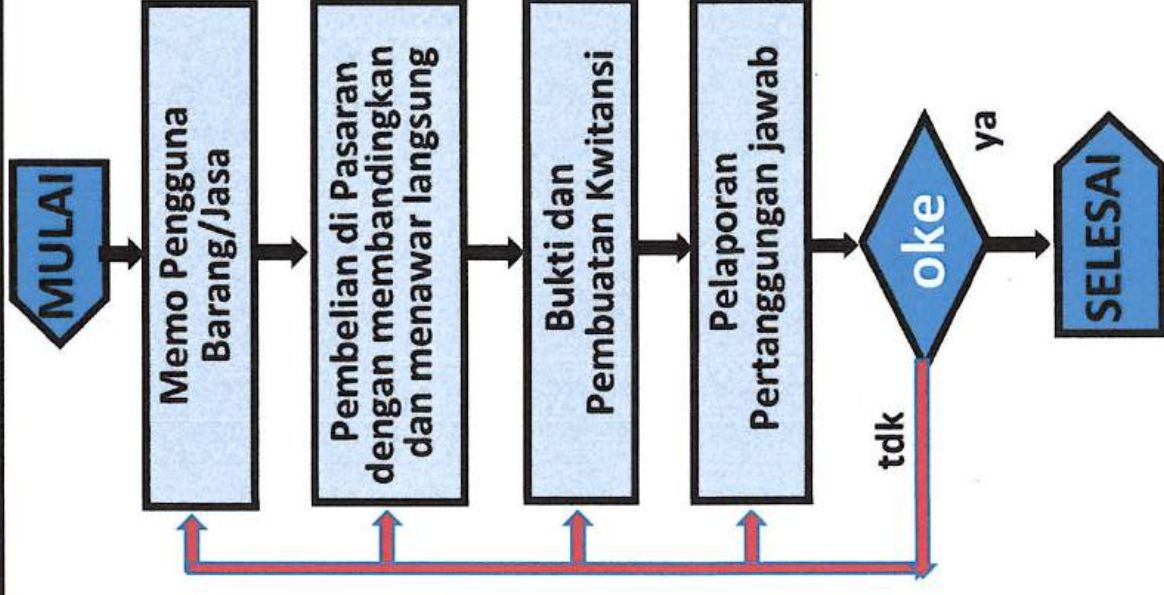 MULAI
Memo Pengguna
Barang/Jasa
Pembelian di Pasaran
dengan membandingkan
dan menawar langsung
Bukti dan
Pembuatan Kwitansi
Pelaporan
Pertanggungan jawab
oke
tdk
ya
SELESAI